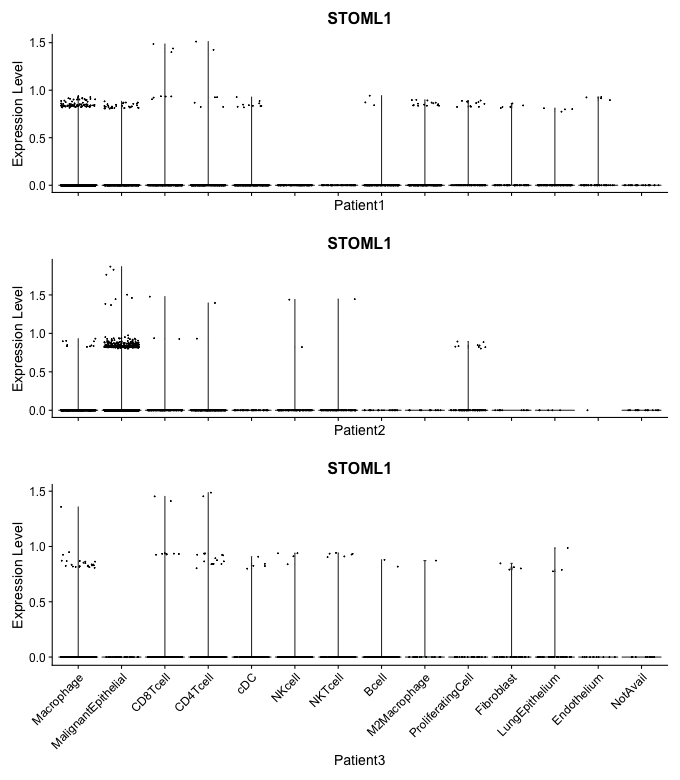 STOML1
Expression Level
1.5
1.0
0.5
0.0
Patient1
STOML1
Expression Level
1.5
1.0
0.5
0.0
Patient2
STOML1
Expression Level
1.5
1.0
0.5
0.0
Macrophage
MalignantEpithelial
CD8Tcell
CD4Tcell
cDC
NKcell
NKTcell
Bcell
M2Macrophage
ProliferatingCell
Fibroblast
LungEpithelium
Endothelium
NotAvail
Patient3